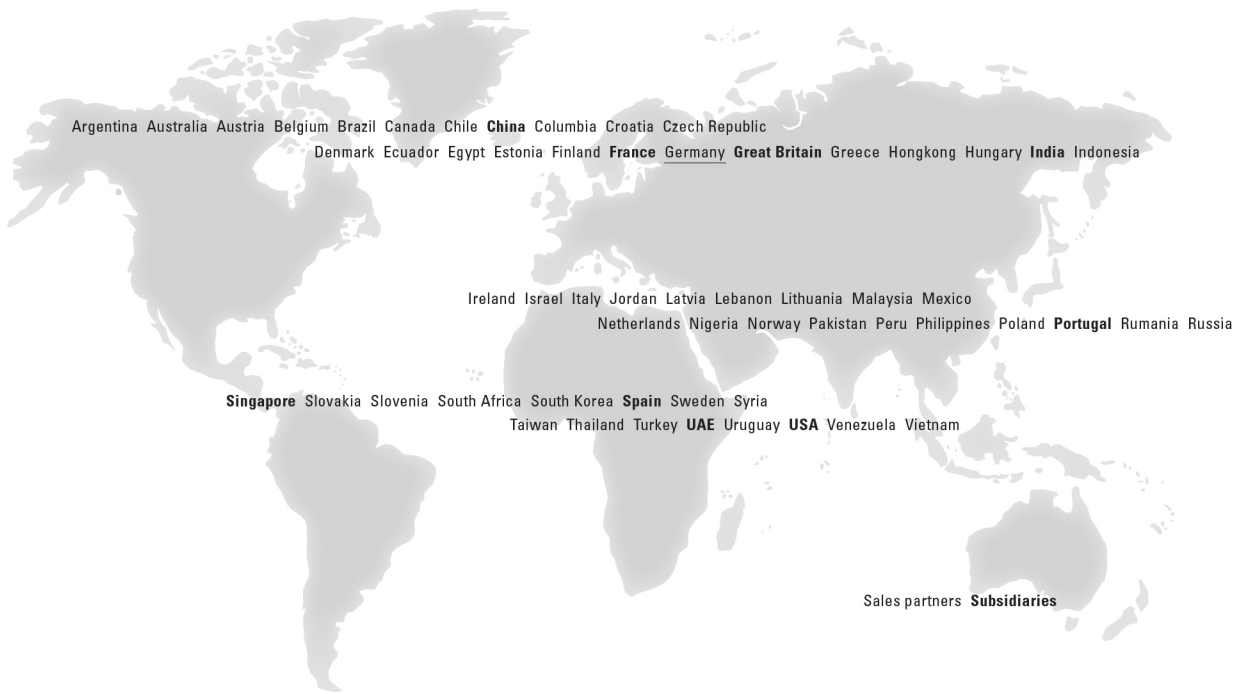 Argentina Australia Austria Belgium Brazil Canada Chile China Columbia Croatia Czech Republic
Denmark Ecuador Egypt Estonia Finland France Germany Great Britain Greece Hongkong Hungary India Indonesia
Ireland Israel Italy Jordan Latvia Lebanon Lithuania Malaysia Mexico
Netherlands Nigeria Norway Pakistan Peru Philippines Poland Portugal Rumania Russia
Singapore Slovakia Slovenia South Africa South Korea Spain Sweden Syria
Taiwan Thailand Turkey UAE Uruguay USA Venezuela Vietnam
Sales partners Subsidiaries